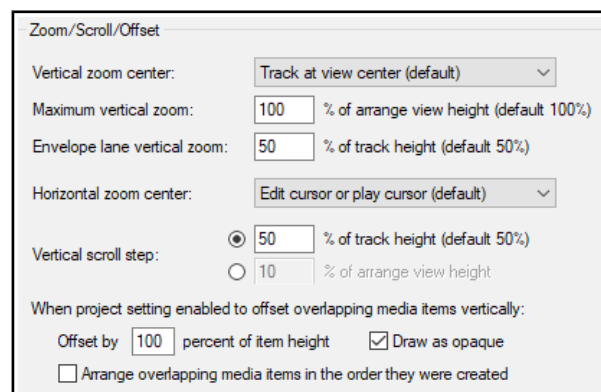 Zoom/Scroll/Offset
Vertical zoom center: Track at view center (default)
Maximum vertical zoom: 100 % of arrange view height (default 100%)
Envelope lane vertical zoom: 50 % of track height (default 50%)
Horizontal zoom center: Edit cursor or play cursor (default)
Vertical scroll step: 50 % of track height (default 50%)
10 % of arrange view height
When project setting enabled to offset overlapping media items vertically:
Offset by 100 percent of item height Draw as opaque
Arrange overlapping media items in the order they were created